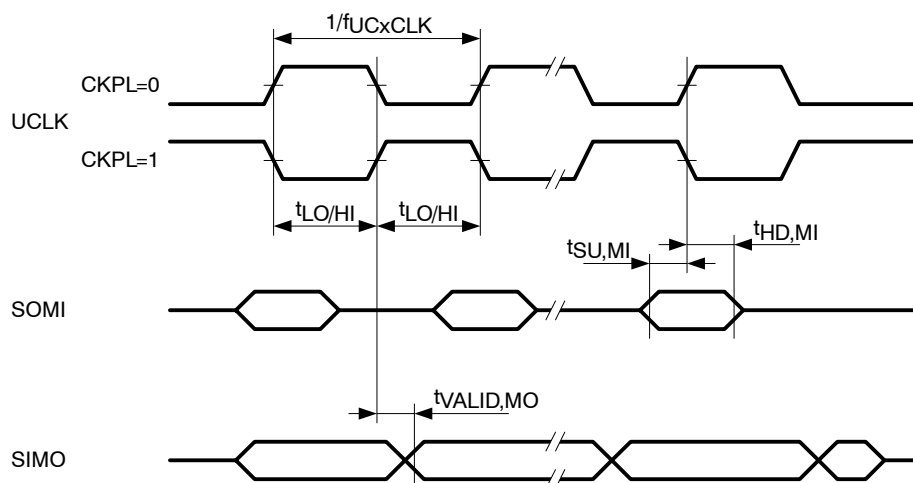 1/fUCxCLK
CKPL=0
UCLK
CKPL=1
tLO/HI tLO/HI
tHD,MI
tSU,MI
SOMI
tVALID,MO
SIMO